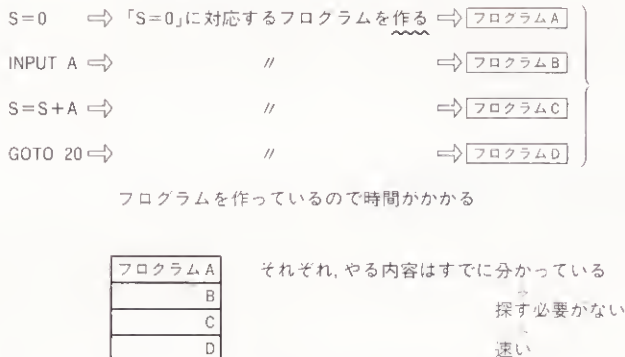 S=0 ⇒ 「S=0」に対応するプログラムを作る ⇒ プログラムA
INPUT A ⇒ 〃 ⇒ プログラムB
S=S+A ⇒ 〃 ⇒ プログラムC
GOTO 20 ⇒ 〃 ⇒ プログラムD
プログラムを作っているので時間がかかる
プログラムA それぞれ, やる内容はすでに分かっている
B
探す必要がない
C
D 速い